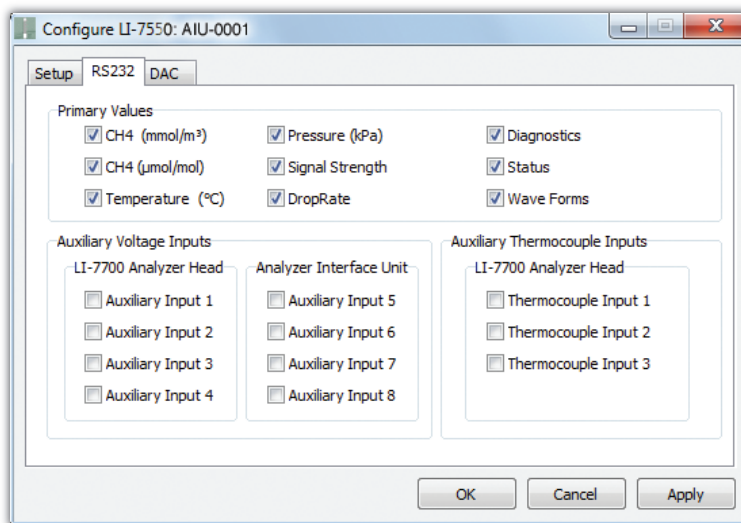 Configure LI-7550: AIU-0001
Setup RS232 DAC
Primary Values
CH4 (mmol/m³) Pressure (kPa) Diagnostics
CH4 (µmol/mol) Signal Strength Status
Temperature (°C) DropRate Wave Forms
Auxiliary Voltage Inputs
LI-7700 Analyzer Head
Auxiliary Input 1
Auxiliary Input 2
Auxiliary Input 3
Auxiliary Input 4
Analyzer Interface Unit
Auxiliary Input 5
Auxiliary Input 6
Auxiliary Input 7
Auxiliary Input 8
Auxiliary Thermocouple Inputs
LI-7700 Analyzer Head
Thermocouple Input 1
Thermocouple Input 2
Thermocouple Input 3
OK Cancel Apply